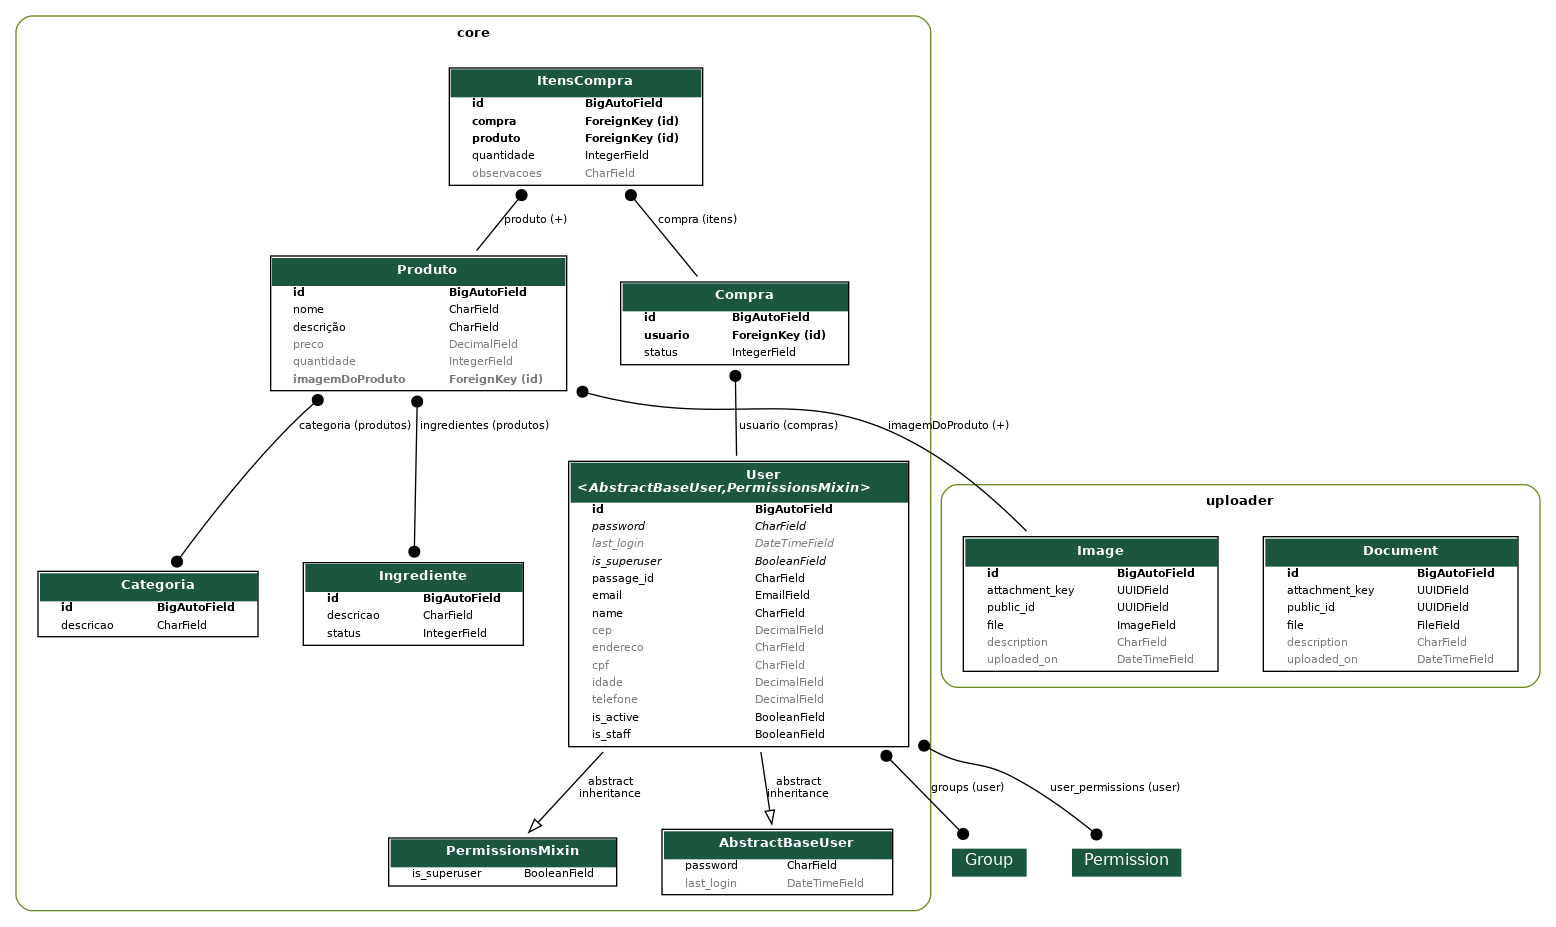 core
ItensCompra
id BigAutoField
compra ForeignKey (id)
produto ForeignKey (id)
quantidade IntegerField
observacoes CharField
produto (+)
compra (itens)
Produto
id BigAutoField
nome CharField
descrição CharField
preco DecimalField
quantidade IntegerField
imagemDoProduto ForeignKey (id)
Compra
id BigAutoField
usuario ForeignKey (id)
status IntegerField
categoria (produtos)
ingredientes (produtos)
usuario (compras)
imagemDoProduto (+)
User
<AbstractBaseUser,PermissionsMixin>
id BigAutoField
password CharField
last_login DateTimeField
is_superuser BooleanField
passage_id CharField
email EmailField
name CharField
cep DecimalField
endereco CharField
cpf CharField
idade DecimalField
telefone DecimalField
is_active BooleanField
is_staff BooleanField
Categoria
id BigAutoField
descricao CharField
Ingrediente
id BigAutoField
descricao CharField
status IntegerField
uploader
Image
id BigAutoField
attachment_key UUIDField
public_id UUIDField
file ImageField
description CharField
uploaded_on DateTimeField
Document
id BigAutoField
attachment_key UUIDField
public_id UUIDField
file FileField
description CharField
uploaded_on DateTimeField
abstract
inheritance
abstract
inheritance
groups (user)
user_permissions (user)
PermissionsMixin
is_superuser BooleanField
AbstractBaseUser
password CharField
last_login DateTimeField
Group
Permission